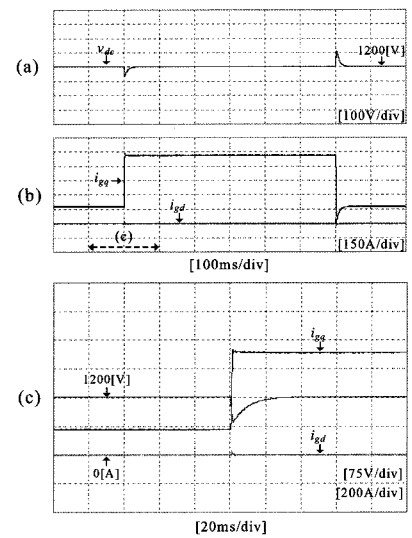 (a)
v_dc
1200[V]
[100V/div]
(b)
i_gq
i_gd
(c)
[150A/div]
[100ms/div]
(c)
i_gq
1200[V]
i_gd
0[A]
[75V/div]
[200A/div]
[20ms/div]